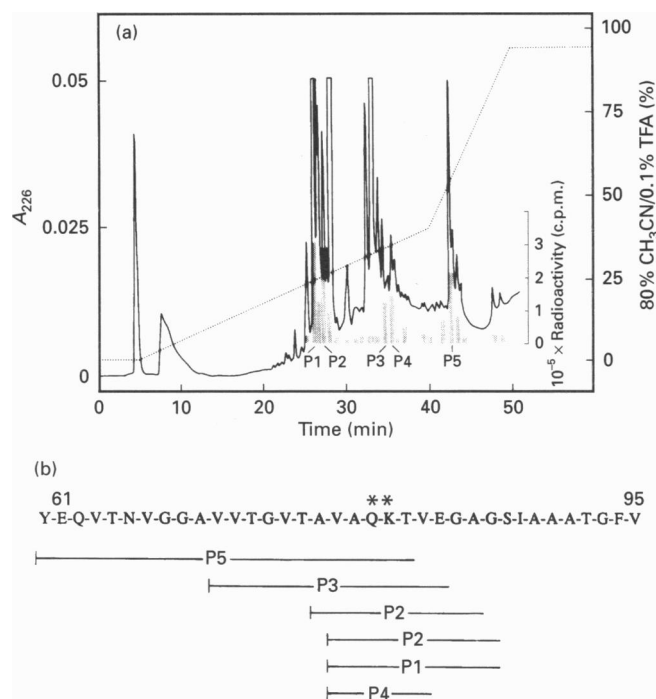 (a)
0.05
0.025
0
A226
0 10 20 30 40 50
Time (min)
100
75
50
25
0
80% CH3CN/0.1% TFA (%)
3
2
1
0
10⁻⁵ × Radioactivity (c.p.m.)
P1 P2 P3 P4 P5
(b)
61 ** 95
Y-E-Q-V-T-N-V-G-G-A-V-V-T-G-V-T-A-V-A-Q-K-T-V-E-G-A-G-S-I-A-A-A-T-G-F-V
P5
P3
P2
P2
P1
P4